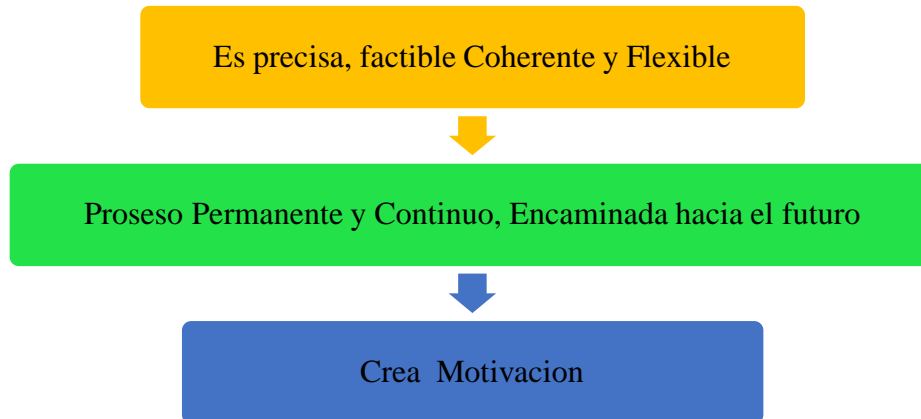 Es precisa, factible Coherente y Flexible
Proseso Permanente y Continuo, Encaminada hacia el futuro
Crea  Motivacion